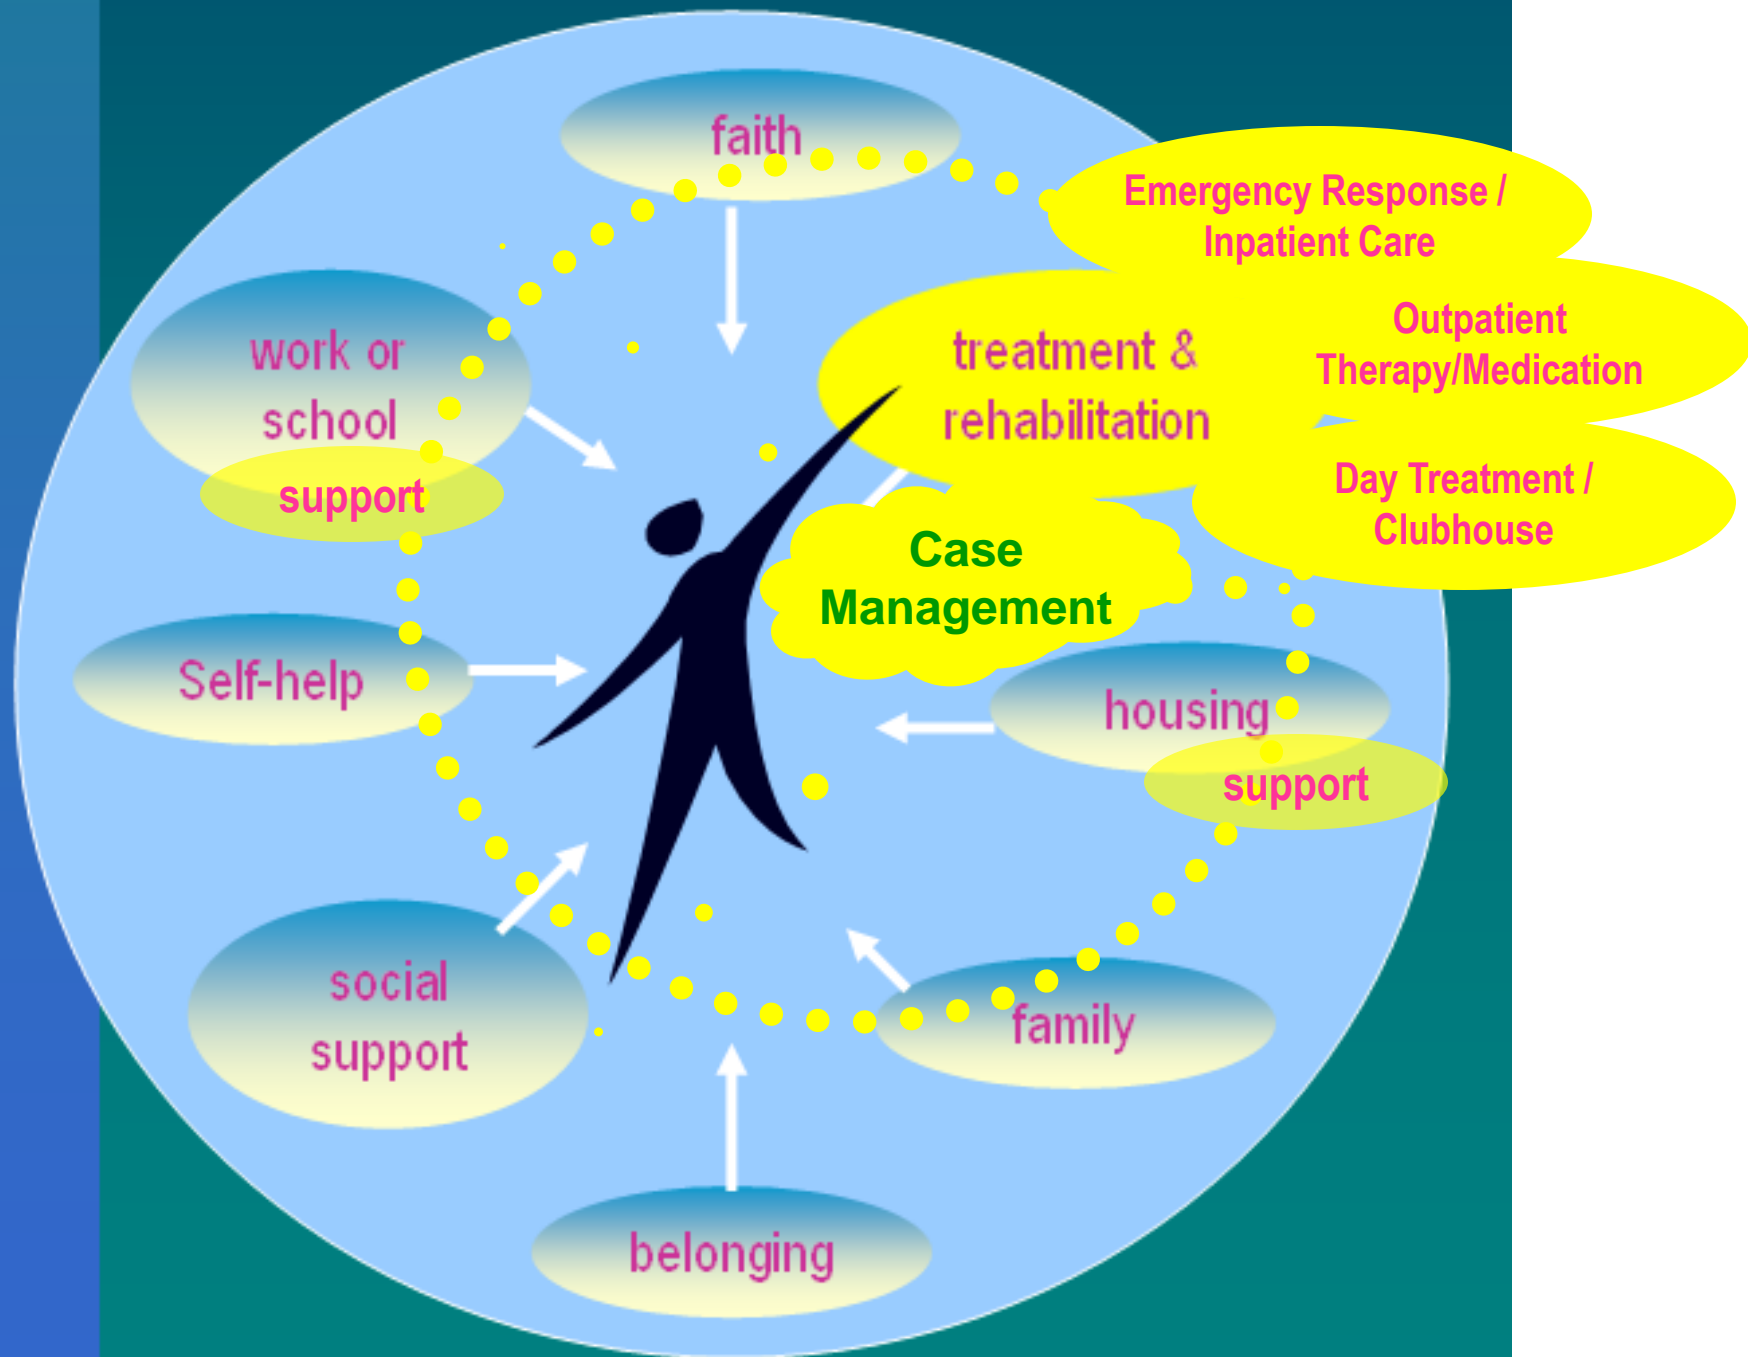 faith
Emergency Response /
Inpatient Care
work or
school
support
treatment &
rehabilitation
Outpatient
Therapy/Medication
Day Treatment /
Clubhouse
Case
Management
Self-help
housing
support
social
support
family
belonging